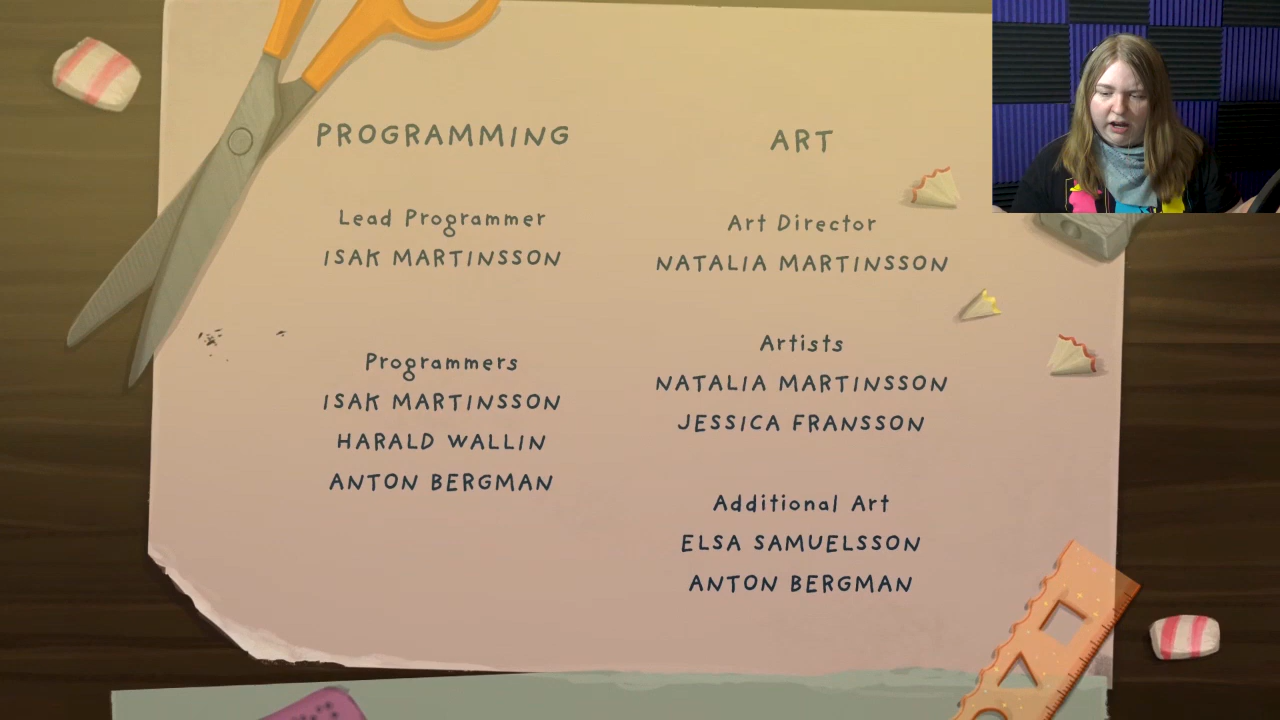 PROGRAMMING
Lead Programmer
ISAK MARTINSSON
Programmers
ISAK MARTINSSON
HARALD WALLIN
ANTON BERGMAN
ART
Art Director
NATALIA MARTINSSON
Artists
NATALIA MARTINSSON
JESSICA FRANSSON
Additional Art
ELSA SAMUELSSON
ANTON BERGMAN